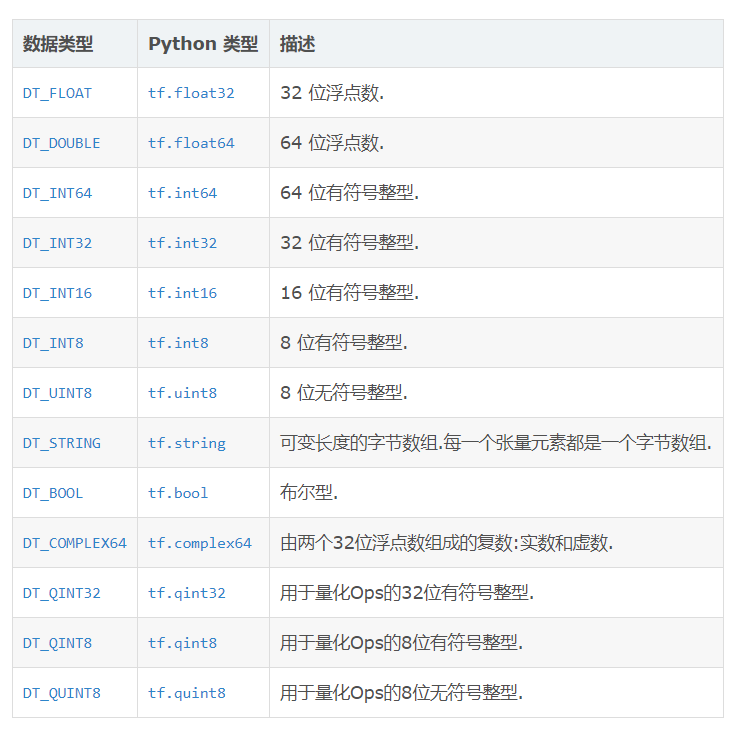 数据类型 Python 类型 描述
DT_FLOAT tf.float32 32 位浮点数.
DT_DOUBLE tf.float64 64 位浮点数.
DT_INT64 tf.int64 64 位有符号整型.
DT_INT32 tf.int32 32 位有符号整型.
DT_INT16 tf.int16 16 位有符号整型.
DT_INT8 tf.int8 8 位有符号整型.
DT_UINT8 tf.uint8 8 位无符号整型.
DT_STRING tf.string 可变长度的字节数组.每一个张量元素都是一个字节数组.
DT_BOOL tf.bool 布尔型.
DT_COMPLEX64 tf.complex64 由两个32位浮点数组成的复数:实数和虚数.
DT_QINT32 tf.qint32 用于量化Ops的32位有符号整型.
DT_QINT8 tf.qint8 用于量化Ops的8位有符号整型.
DT_QUINT8 tf.quint8 用于量化Ops的8位无符号整型.